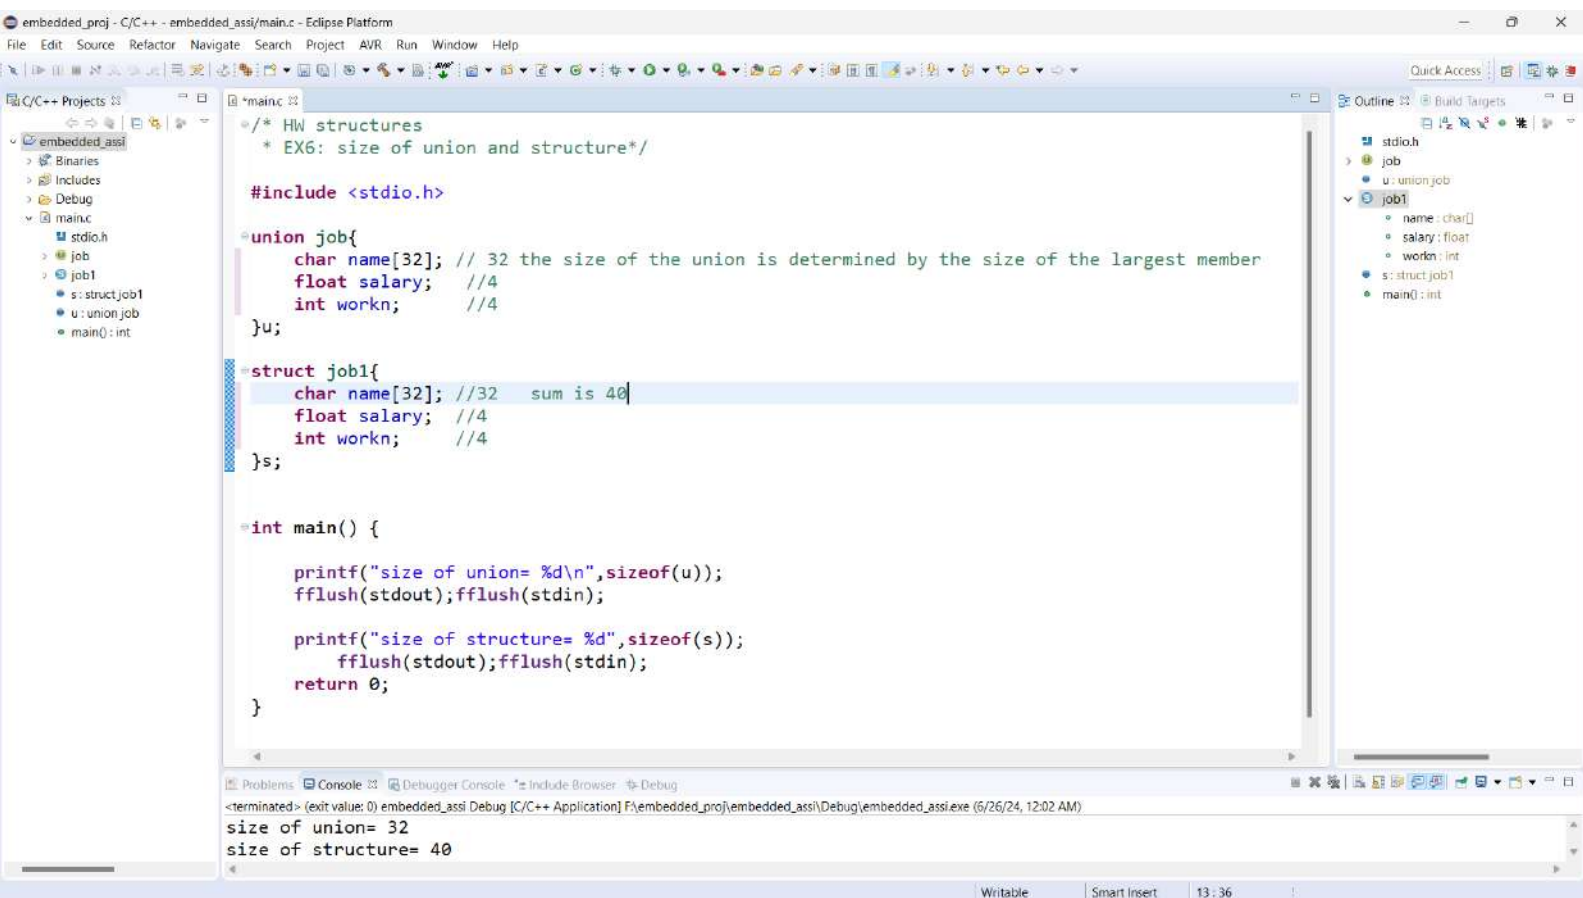 embedded_proj - C/C++ - embedded_assi/main.c - Eclipse Platform
File Edit Source Refactor Navigate Search Project AVR Run Window Help
Quick Access
C/C++ Projects
embedded_assi
Binaries
Includes
Debug
main.c
stdio.h
job
job1
s : struct job1
u : union job
main() : int
*main.c
/* HW structures
* EX6: size of union and structure*/
#include <stdio.h>
union job{
char name[32]; // 32 the size of the union is determined by the size of the largest member
float salary; //4
int workn; //4
}u;
struct job1{
char name[32]; //32 sum is 40
float salary; //4
int workn; //4
}s;
int main() {
printf("size of union= %d\n",sizeof(u));
fflush(stdout);fflush(stdin);
printf("size of structure= %d",sizeof(s));
fflush(stdout);fflush(stdin);
return 0;
}
Outline Build Targets
stdio.h
job
u : union job
job1
name : char[]
salary : float
workn : int
s : struct job1
main() : int
Problems Console Debugger Console Include Browser Debug
<terminated> (exit value: 0) embedded_assi Debug [C/C++ Application] F:\embedded_proj\embedded_assi\Debug\embedded_assi.exe (6/26/24, 12:02 AM)
size of union= 32
size of structure= 40
Writable Smart Insert 13 : 36